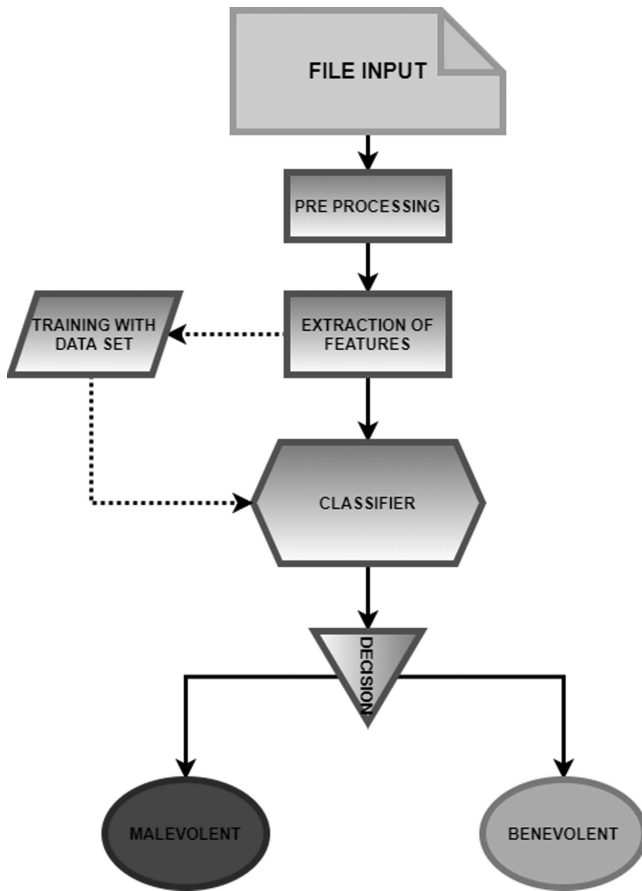 FILE INPUT
PRE PROCESSING
TRAINING WITH
DATA SET
EXTRACTION OF
FEATURES
CLASSIFIER
DECISION
MALEVOLENT
BENEVOLENT